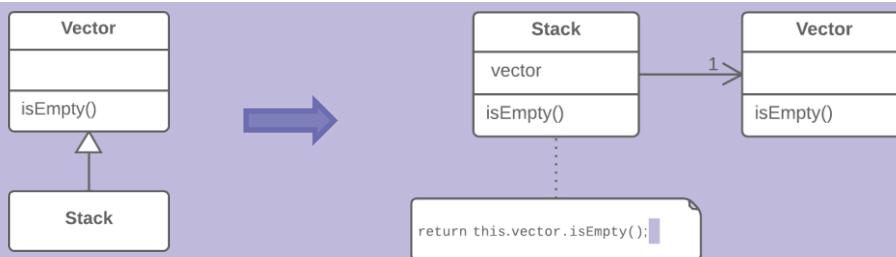 Vector
isEmpty()
Stack
Stack
vector
isEmpty()
1
Vector
isEmpty()
return this.vector.isEmpty();